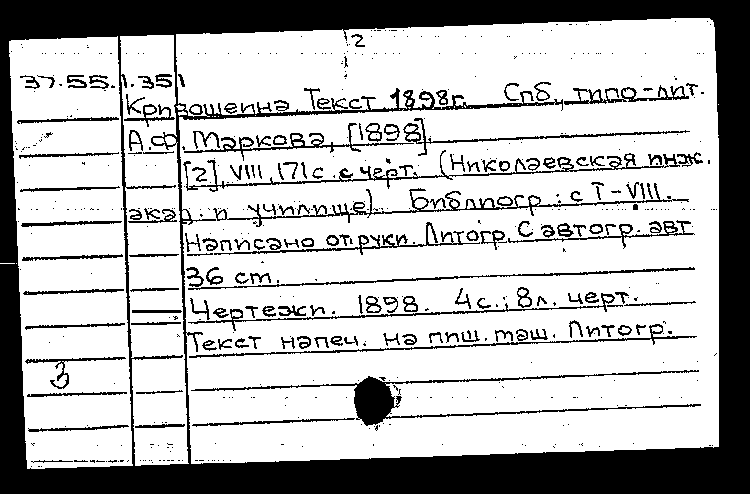 2
37.55.1.351
Кривошеина. Текст 1898г. Спб., типо-лит.
А.Ф. Маркова, [1898].
[2], VIII, 171 с. с черт. (Николаевская инж.
акад. и училище). Библиогр.: с I-VIII.
Написано от руки. Литогр. С автогр. авт
36 cm.
— Чертежи. 1898. 4с.; 8л. черт.
Текст напеч. на пиш. маш. Литогр.
3